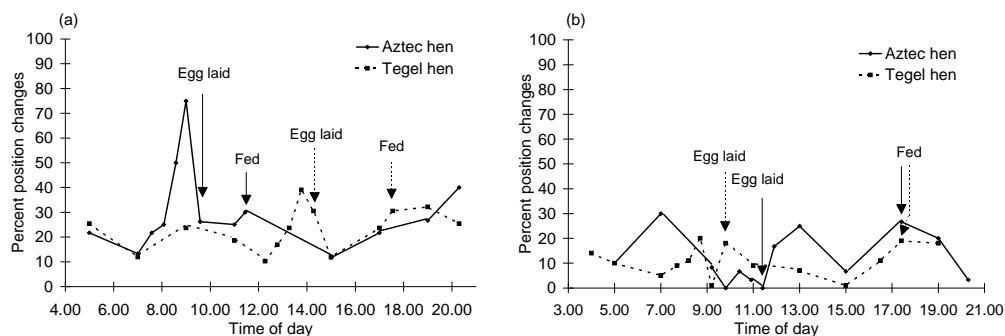 (a)
100
90
80
70
60
50
40
30
20
10
0
Percent position changes
Aztec hen
Tegel hen
Egg laid
Fed
Egg laid
Fed
4.00 6.00 8.00 10.00 12.00 14.00 16.00 18.00 20.00
Time of day
(b)
100
90
80
70
60
50
40
30
20
10
0
Percent position changes
Aztec hen
Tegel hen
Egg laid
Egg laid
Fed
3.00 5.00 7.00 9.00 11.00 13.00 15.00 17.00 19.00 21.00
Time of day